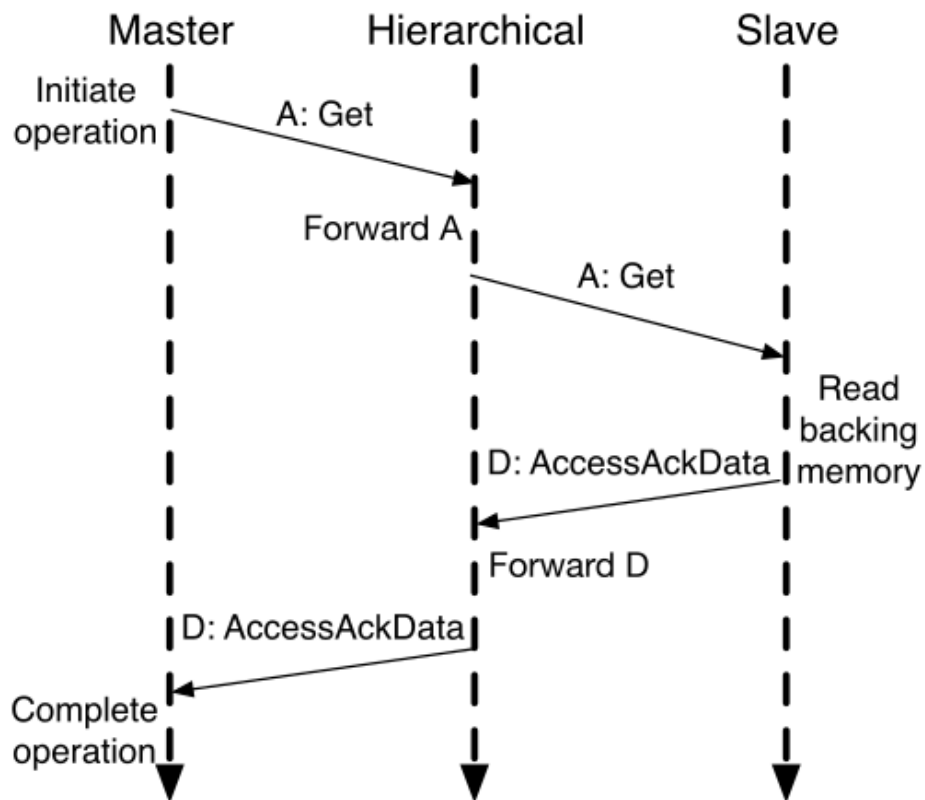 Master
Hierarchical
Slave
Initiate
operation
A: Get
Forward A
A: Get
Read
backing
memory
D: AccessAckData
Forward D
D: AccessAckData
Complete
operation